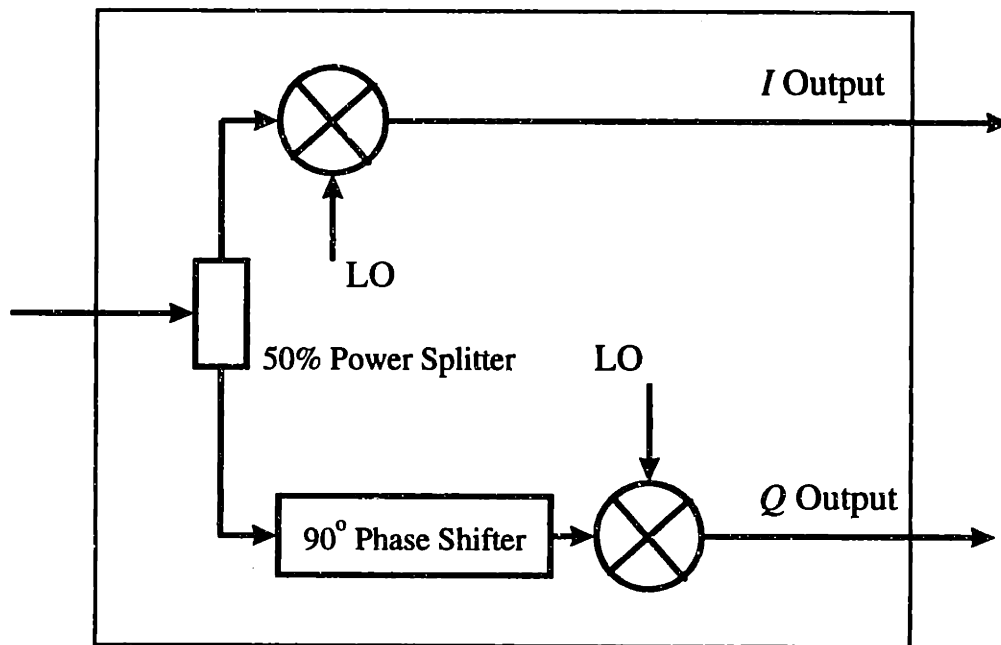 I Output
LO
50% Power Splitter
LO
90° Phase Shifter
Q Output